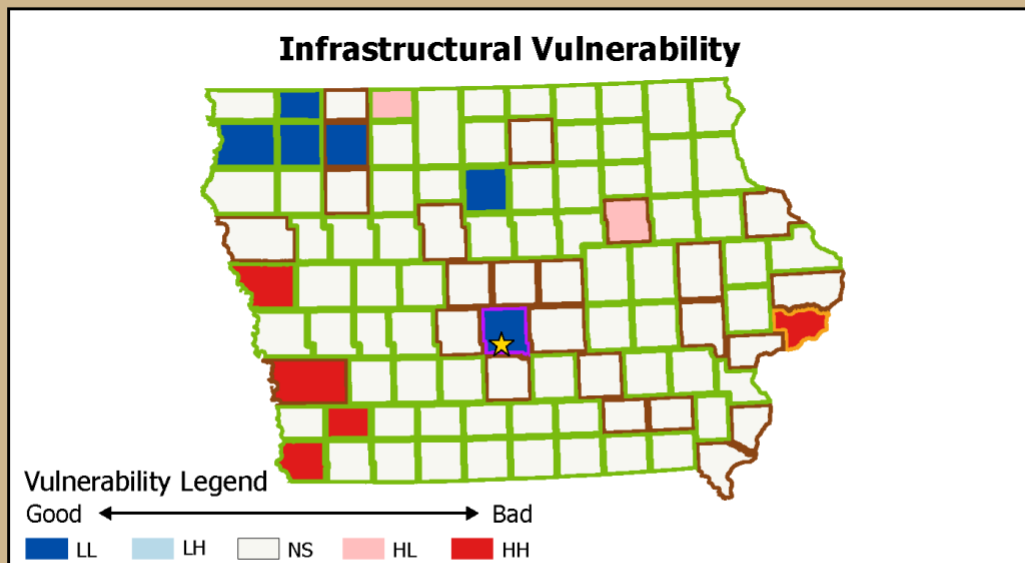 Infrastructural Vulnerability
Vulnerability Legend
Good Bad
LL LH NS HL HH